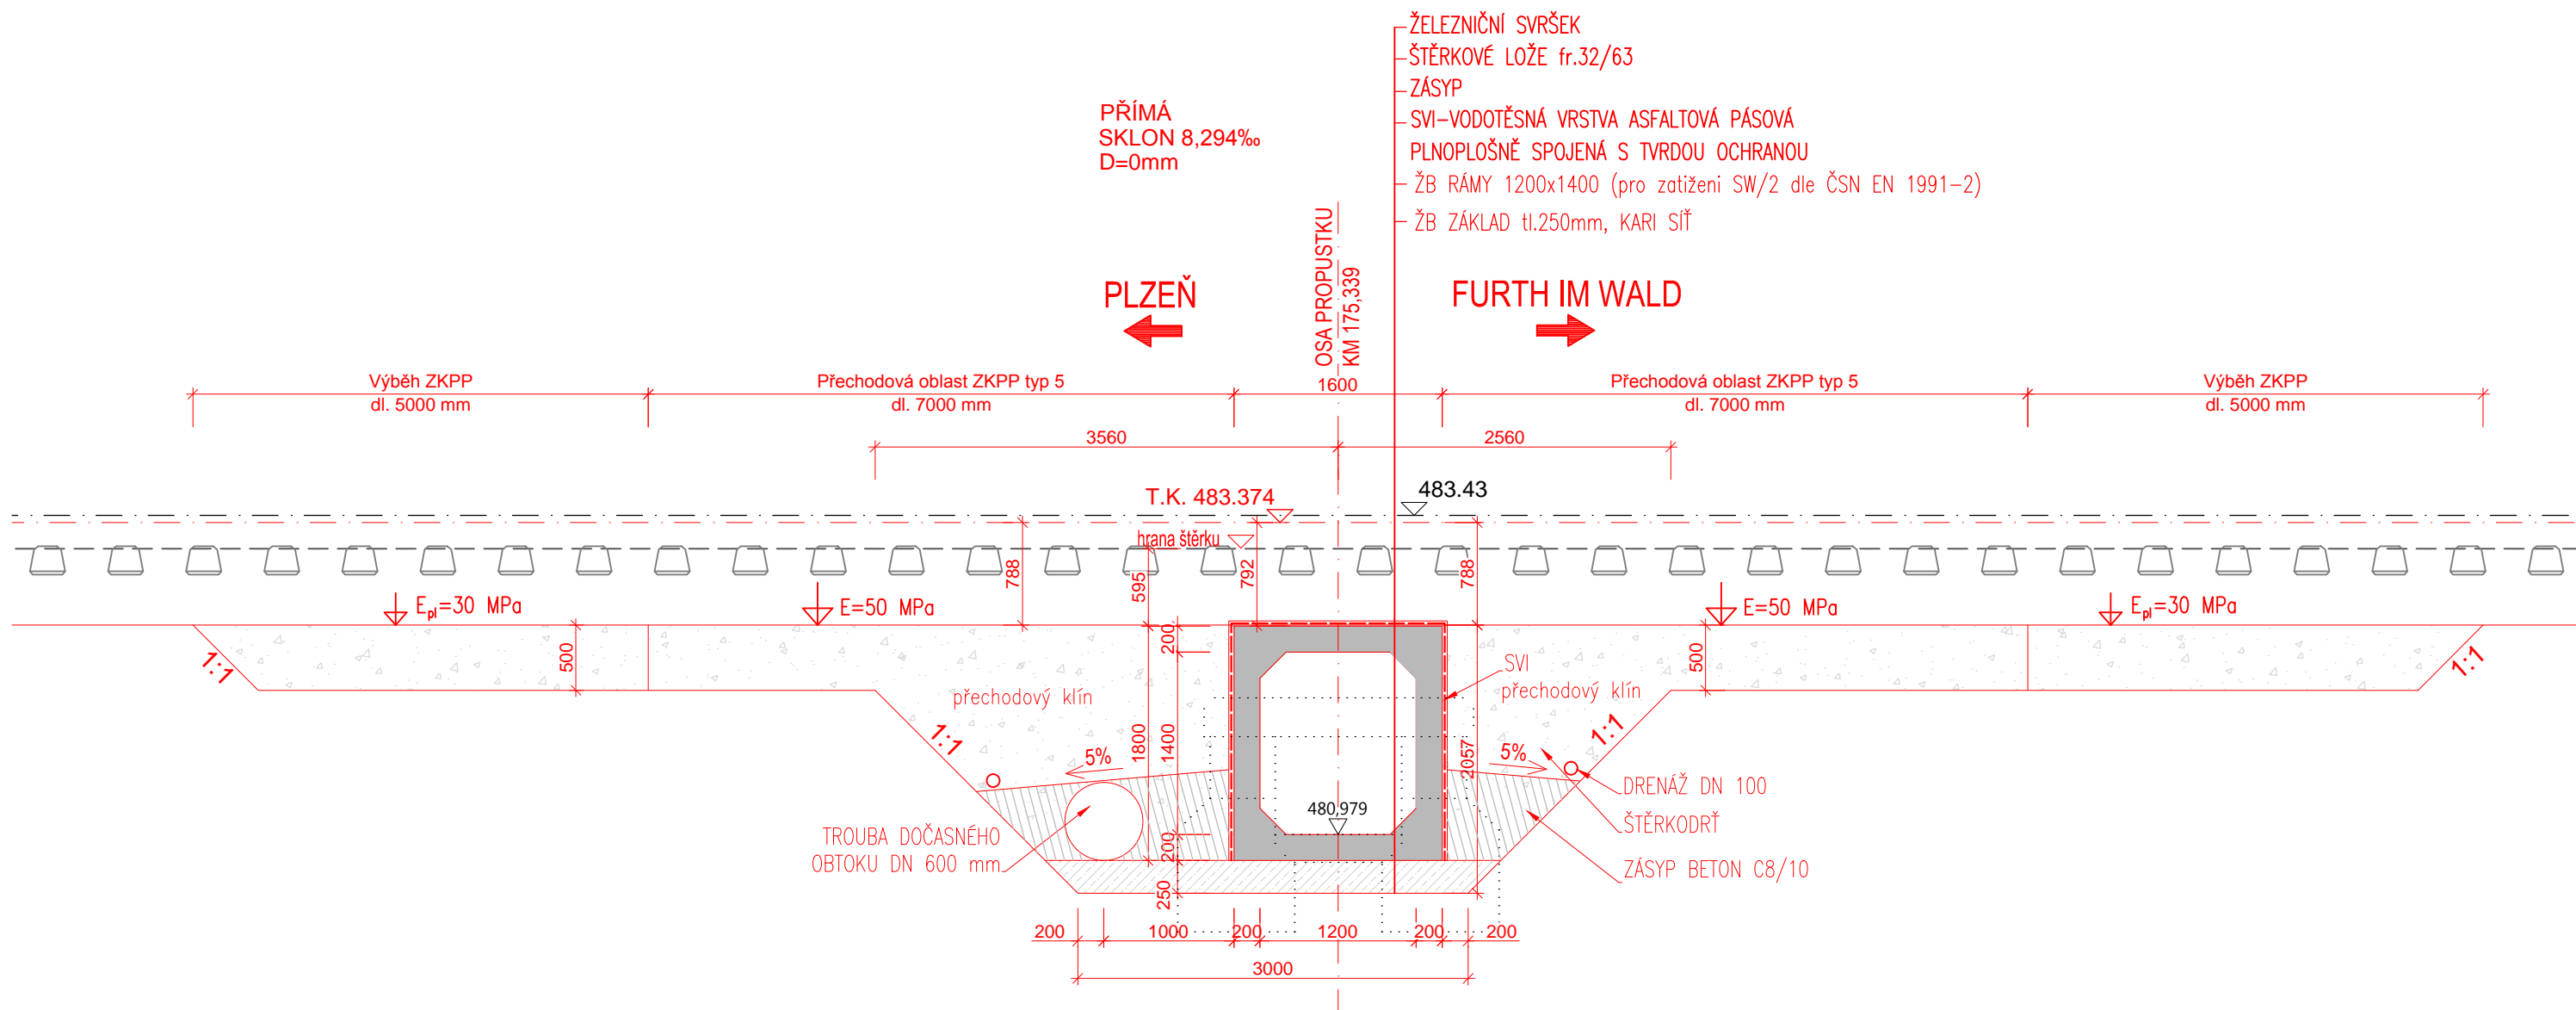 ŽELEZNIČNÍ SVRŠEK
ŠTĚRKOVÉ LOŽE fr.32/63
ZÁSYP
SVI-VODOTĚSNÁ VRSTVA ASFALTOVÁ PÁSOVÁ
PLNOPLOŠNĚ SPOJENÁ S TVRDOU OCHRANOU
ŽB RÁMY 1200x1400 (pro zatiženi SW/2 dle ČSN EN 1991-2)
ŽB ZÁKLAD tl.250mm, KARI SÍŤ
PŘÍMÁ
SKLON 8,294‰
D=0mm
OSA PROPUSTKU
KM 175,339
PLZEŇ
FURTH IM WALD
Výběh ZKPP
dl. 5000 mm
Přechodová oblast ZKPP typ 5
dl. 7000 mm
1600
Přechodová oblast ZKPP typ 5
dl. 7000 mm
Výběh ZKPP
dl. 5000 mm
3560
2560
T.K. 483.374
483.43
hrana štěrku
788
595
792
788
Epl=30 MPa
E=50 MPa
E=50 MPa
Epl=30 MPa
1:1
500
200
500
1:1
SVI
přechodový klín
přechodový klín
1:1
1:1
1800
1400
2057
5%
5%
480,979
DRENÁŽ DN 100
ŠTĚRKODRŤ
ZÁSYP BETON C8/10
TROUBA DOČASNÉHO
OBTOKU DN 600 mm
200
250
200
1000
200
1200
200
200
3000